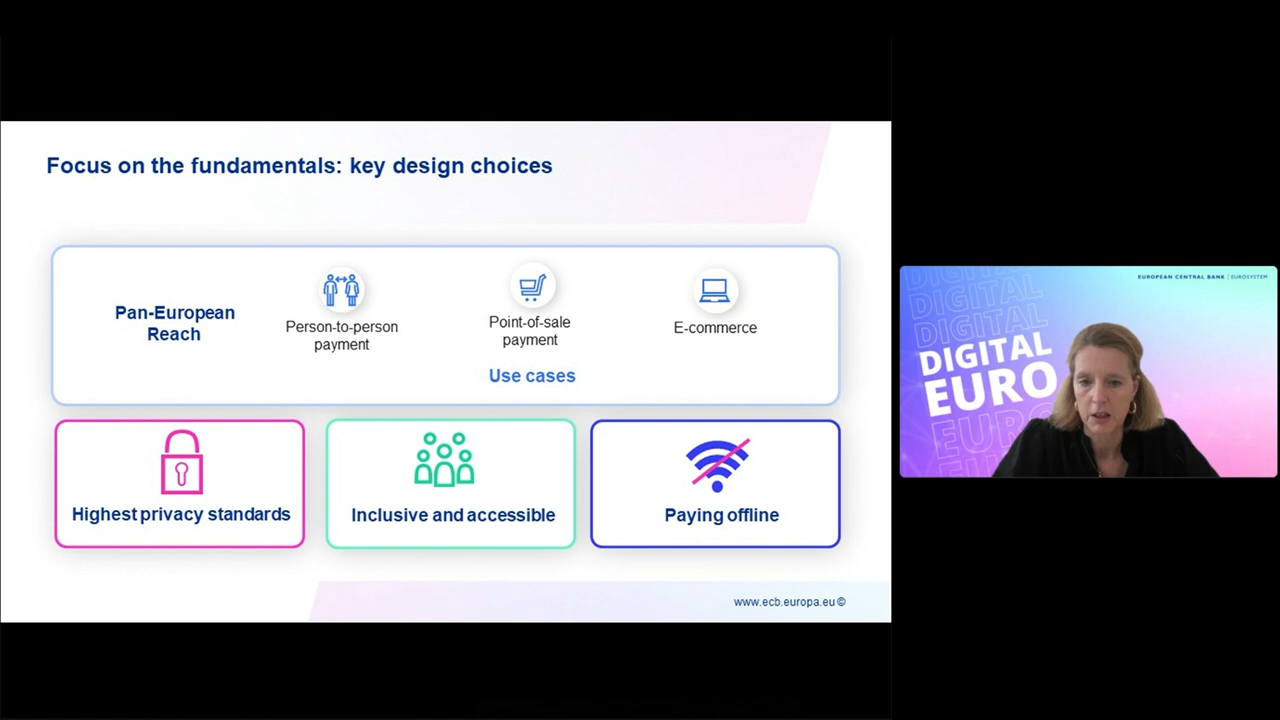 Focus on the fundamentals: key design choices
Pan-European
Reach
Person-to-person
payment
Point-of-sale
payment
E-commerce
Use cases
Highest privacy standards
Inclusive and accessible
Paying offline
www.ecb.europa.eu ©
EUROPEAN CENTRAL BANK | EUROSYSTEM
DIGITAL
DIGITAL
DIGITAL
EURO